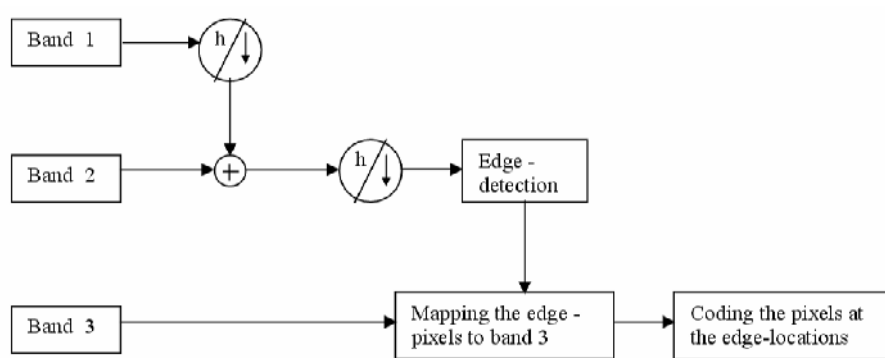 Band 1
h
Band 2
h
Edge -
detection
Band 3
Mapping the edge -
pixels to band 3
Coding the pixels at
the edge-locations